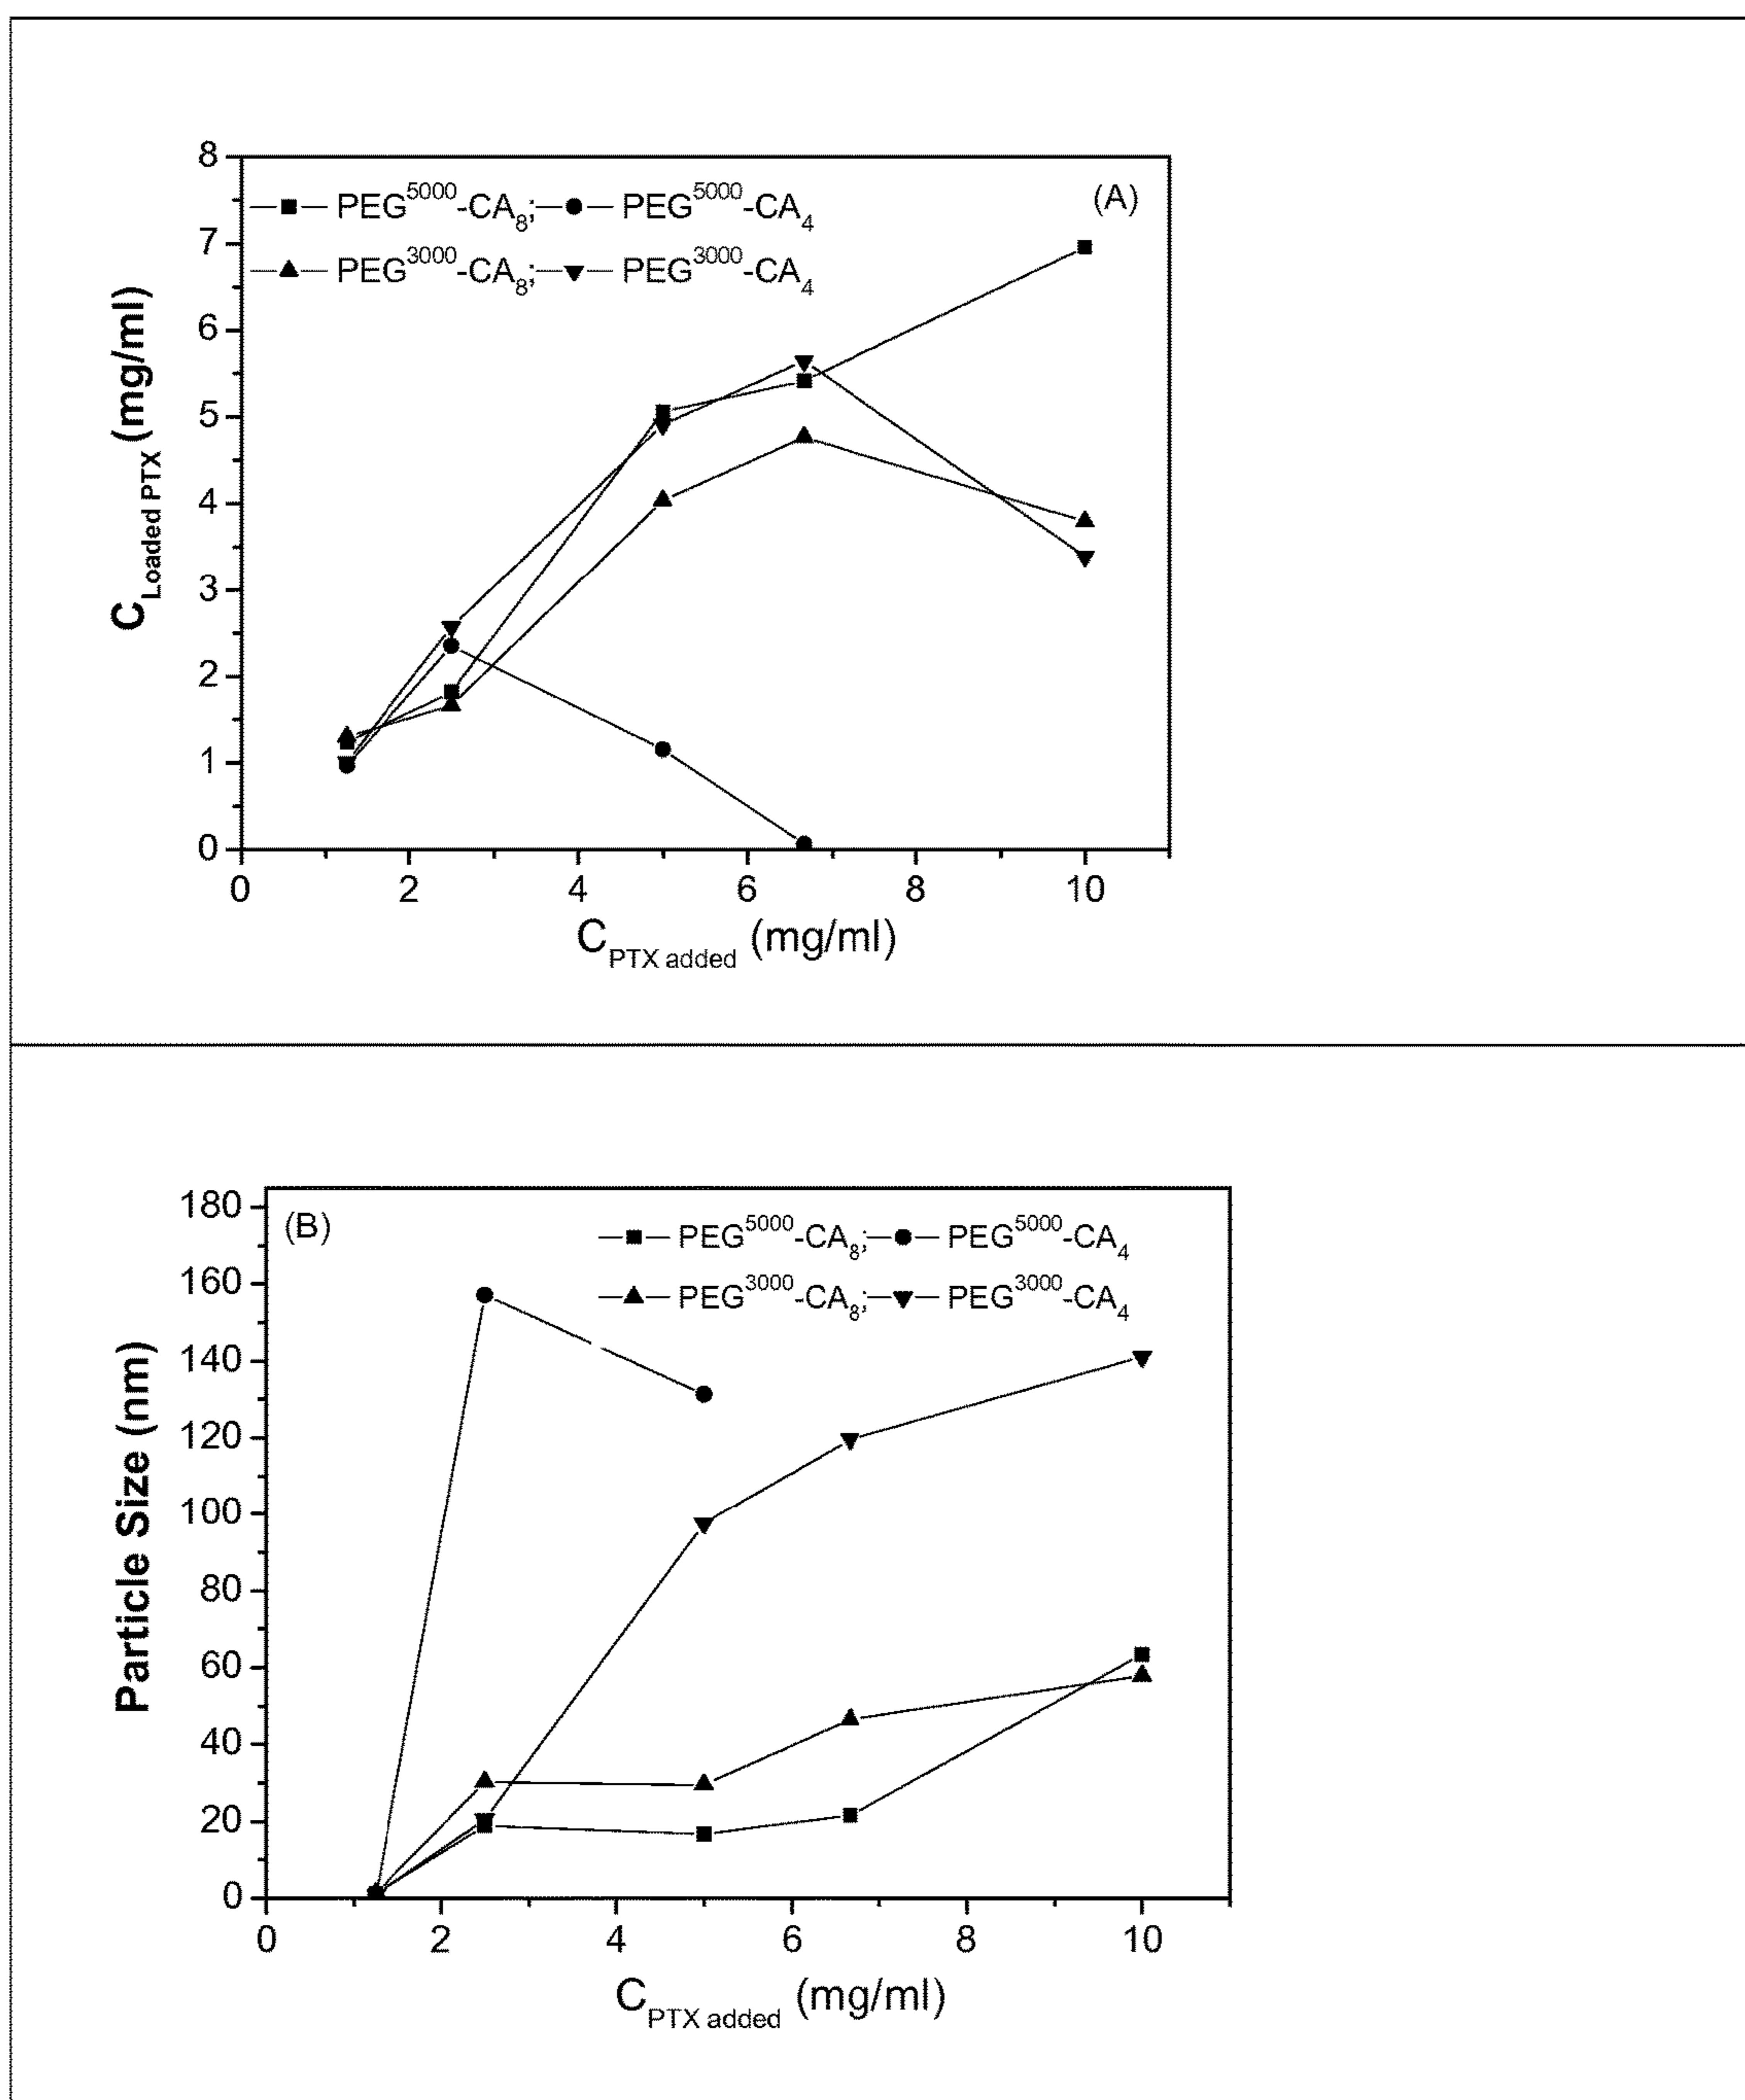 8
PEG5000-CA8; PEG5000-CA4 (A)
7
PEG3000-CA8; PEG3000-CA4
6
5
4
3
2
1
0
CLoaded PTX (mg/ml)
0 2 4 6 8 10
CPTX added (mg/ml)
180
(B) PEG5000-CA8; PEG5000-CA4
160
PEG3000-CA8; PEG3000-CA4
140
120
100
80
60
40
20
0
Particle Size (nm)
0 2 4 6 8 10
CPTX added (mg/ml)